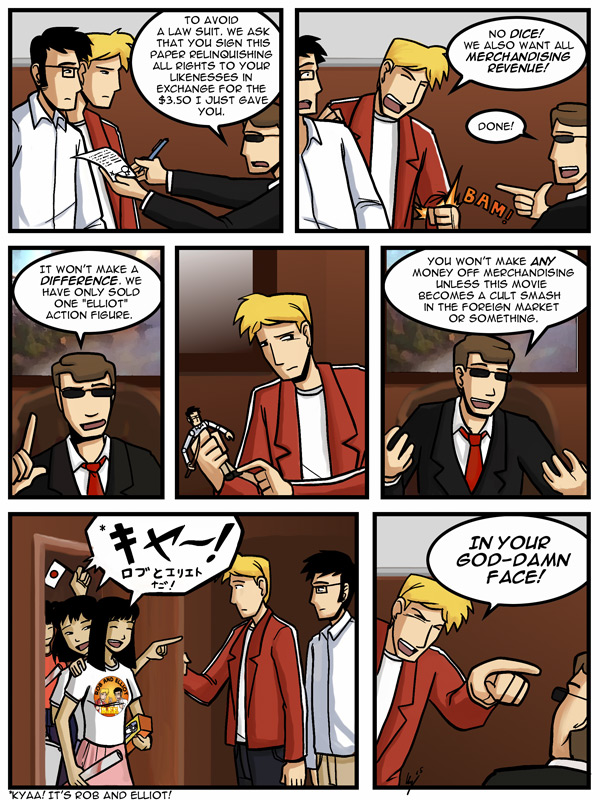 TO AVOID
A LAW SUIT. WE ASK
THAT YOU SIGN THIS
PAPER RELINQUISHING
ALL RIGHTS TO YOUR
LIKENESSES IN
EXCHANGE FOR THE
$3.50 I JUST GAVE
YOU.
NO DICE!
WE ALSO WANT ALL
MERCHANDISING
REVENUE!
DONE!
BAM!
IT WON'T MAKE A
DIFFERENCE. WE
HAVE ONLY SOLD
ONE "ELLIOT"
ACTION FIGURE.
YOU WON'T MAKE ANY
MONEY OFF MERCHANDISING
UNLESS THIS MOVIE
BECOMES A CULT SMASH
IN THE FOREIGN MARKET
OR SOMETHING.
*キャー!
ロブとエリエト
ROB AND ELLIOT
IN YOUR
GOD-DAMN
FACE!
*KYAA! IT'S ROB AND ELLIOT!